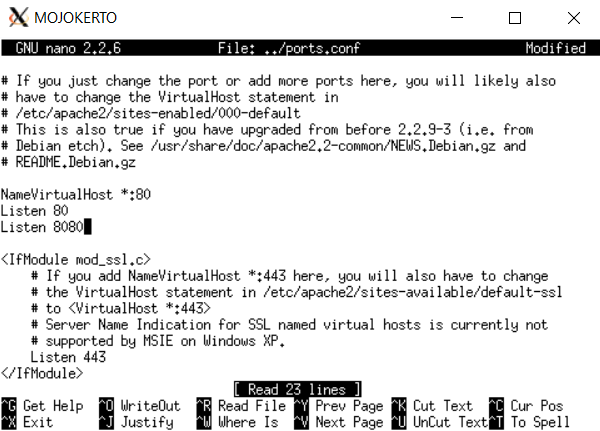 MOJOKERTO
GNU nano 2.2.6 File: ../ports.conf Modified
# If you just change the port or add more ports here, you will likely also
# have to change the VirtualHost statement in
# /etc/apache2/sites-enabled/000-default
# This is also true if you have upgraded from before 2.2.9-3 (i.e. from
# Debian etch). See /usr/share/doc/apache2.2-common/NEWS.Debian.gz and
# README.Debian.gz
NameVirtualHost *:80
Listen 80
Listen 8080
<IfModule mod_ssl.c>
# If you add NameVirtualHost *:443 here, you will also have to change
# the VirtualHost statement in /etc/apache2/sites-available/default-ssl
# to <VirtualHost *:443>
# Server Name Indication for SSL named virtual hosts is currently not
# supported by MSIE on Windows XP.
Listen 443
</IfModule>
[ Read 23 lines ]
^G Get Help ^O WriteOut ^R Read File ^Y Prev Page ^K Cut Text ^C Cur Pos
^X Exit ^J Justify ^W Where Is ^V Next Page ^U UnCut Text ^T To Spell